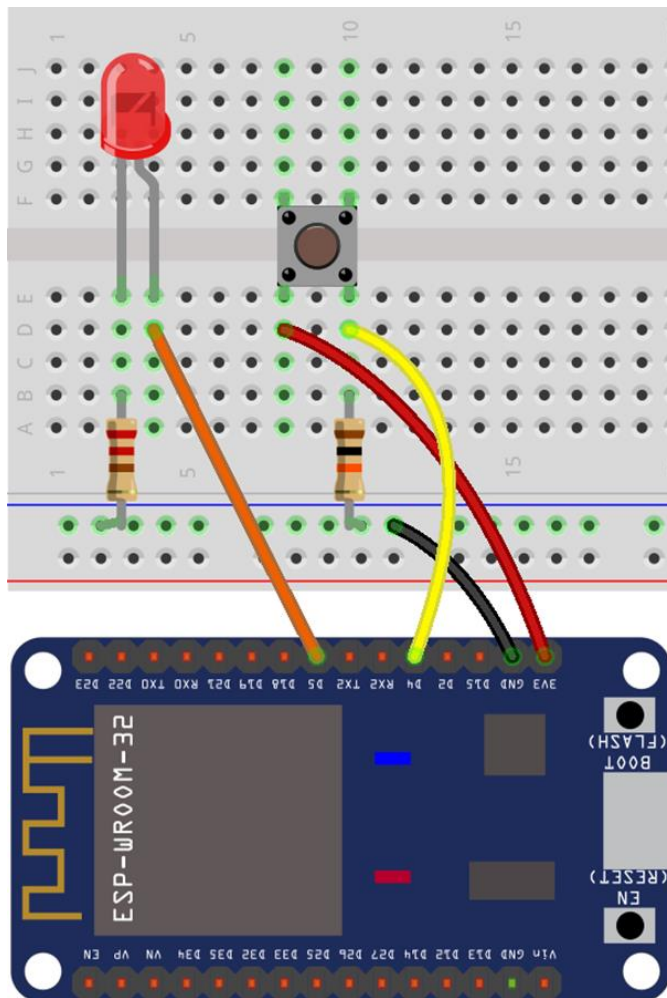 1 5 10 15
J
I
H
G
F
E
D
C
B
A
1 5 15
D23 D22 TX0 RX0 D21 D19 D18 D5 TX2 RX2 D4 D2 D15 GND 3V3
ESP-WROOM-32
BOOT
(FLASH)
EN
(RESET)
EN VP VN D34 D35 D32 D33 D25 D26 D27 D14 D12 D13 GND Vin